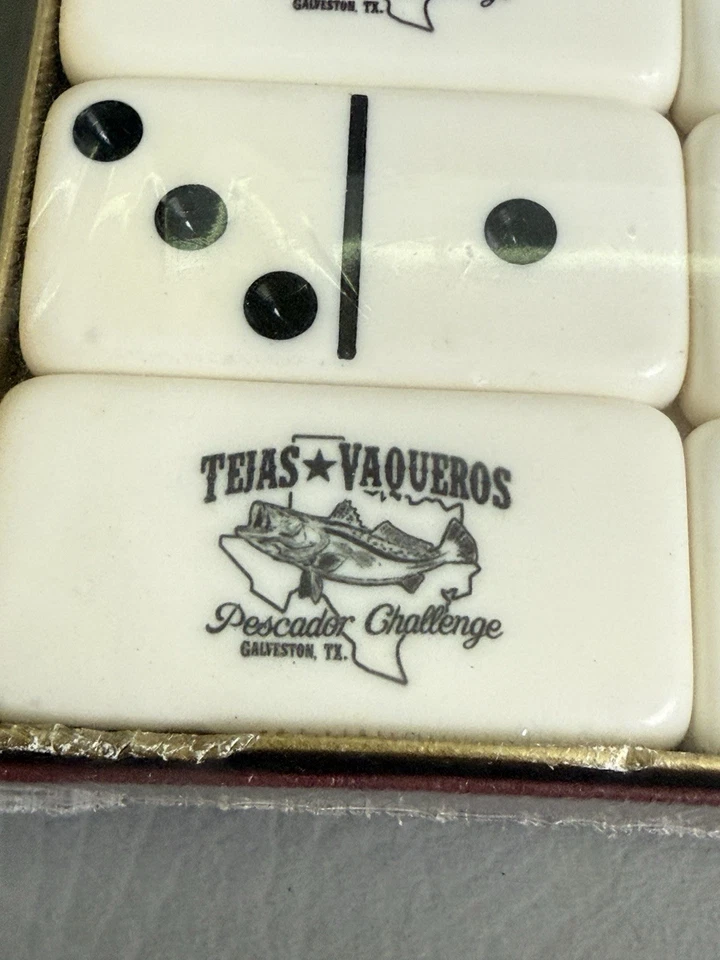 GALVESTON, TX.
TEJAS★VAQUEROS
Pescador Challenge
GALVESTON, TX.